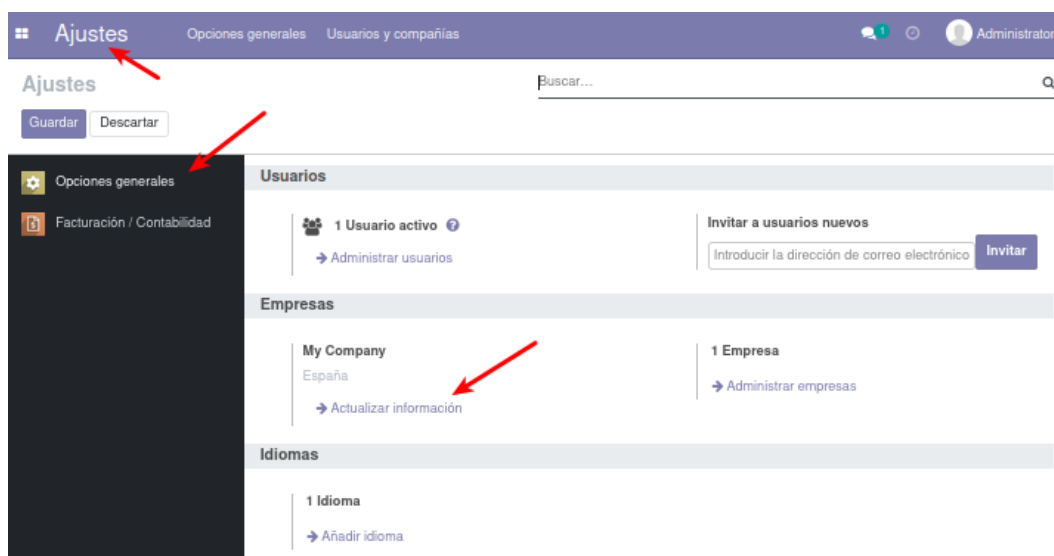 Ajustes Opciones generales Usuarios y compañías 1 Administrator
Ajustes Buscar...
Guardar Descartar
Opciones generales
Facturación / Contabilidad
Usuarios
1 Usuario activo ?
Administrar usuarios
Invitar a usuarios nuevos
Introducir la dirección de correo electrónico Invitar
Empresas
My Company
España
Actualizar información
1 Empresa
Administrar empresas
Idiomas
1 Idioma
Añadir idioma